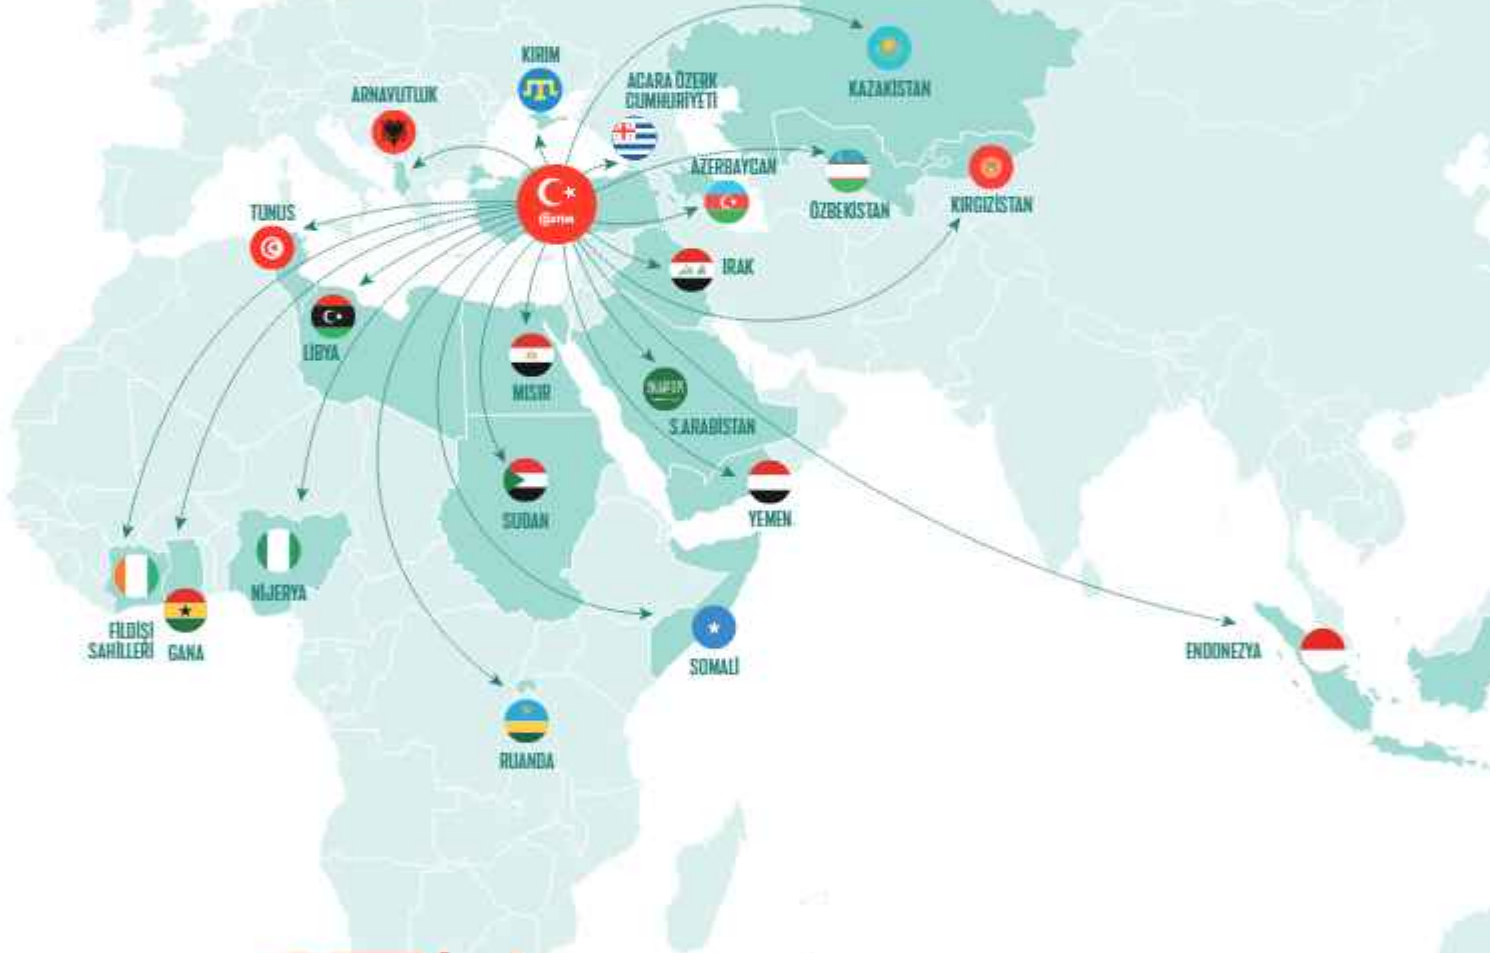 KIRIM
ACARA ÖZERK
CUMHURİYETİ
KAZAKİSTAN
ARNAVUTLUK
AZERBAYCAN
ÖZBEKİSTAN
KIRGIZİSTAN
TUNUS
IRAK
LİBYA
MISIR
S.ARABİSTAN
SUDAN
YEMEN
NİJERYA
FİLDİŞİ
SAHİLLERİ
GANA
SOMALİ
ENDONEZYA
RUANDA